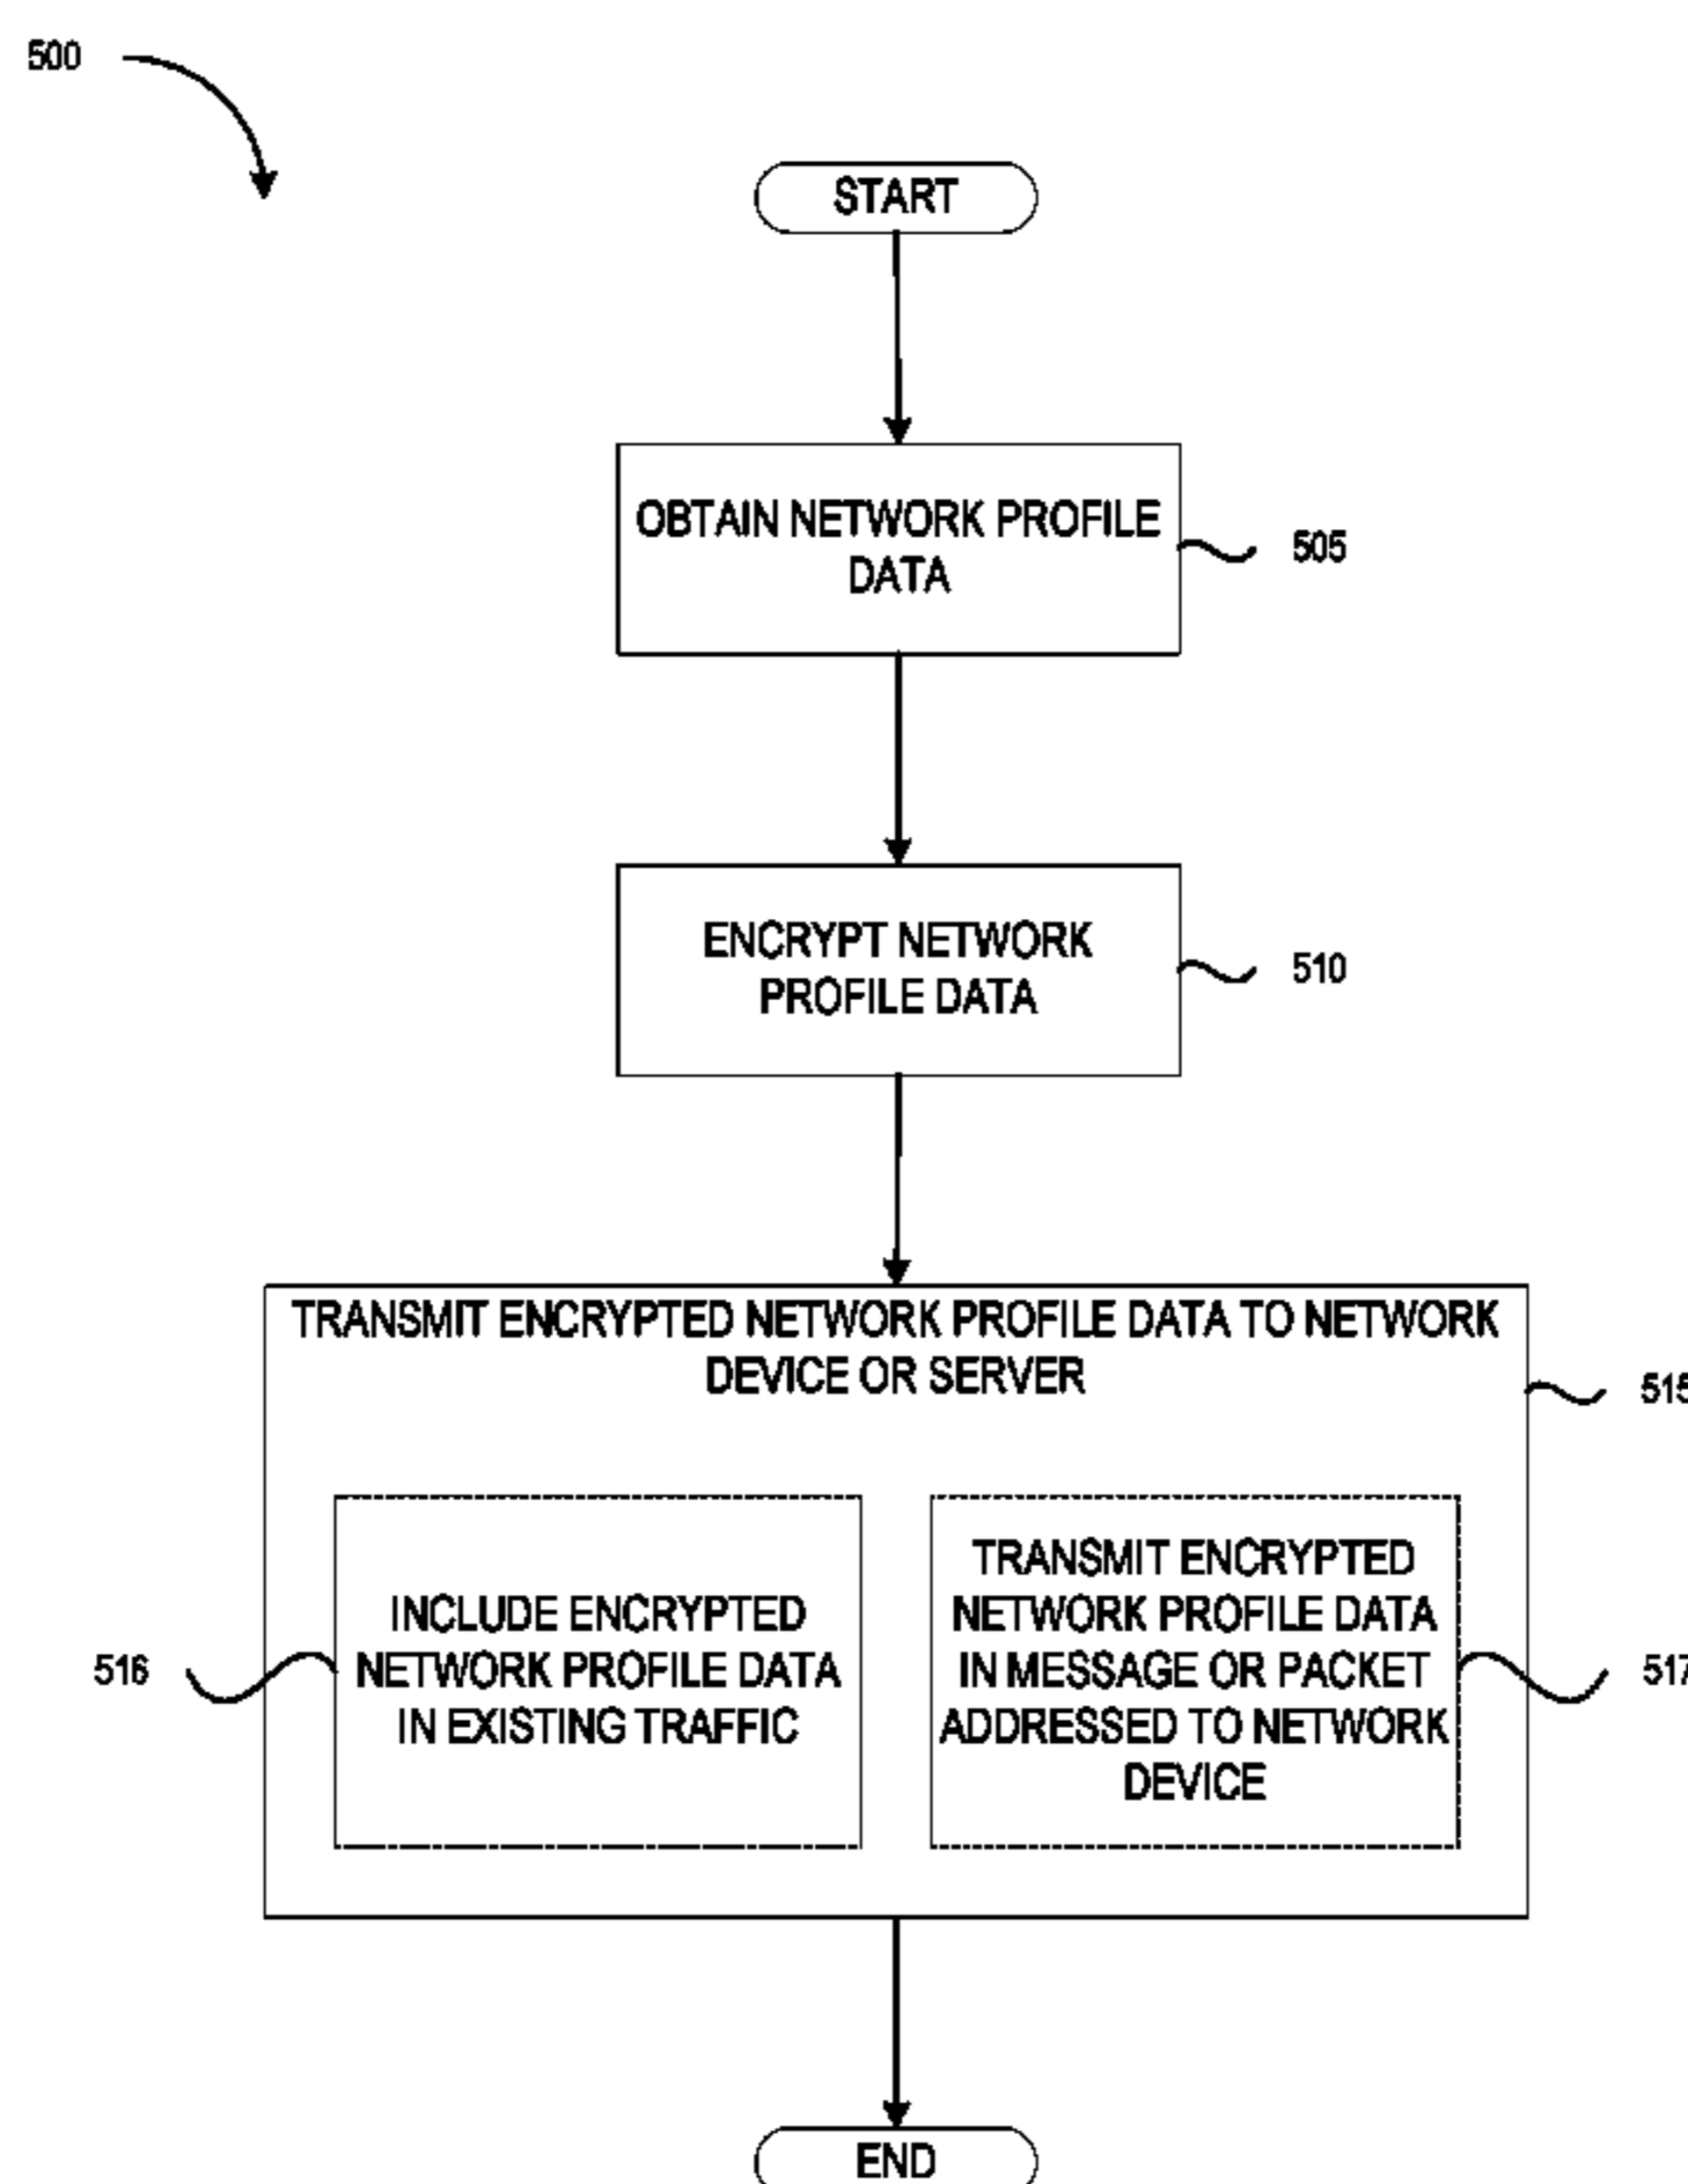 500
START
OBTAIN NETWORK PROFILE
DATA
505
ENCRYPT NETWORK
PROFILE DATA
510
TRANSMIT ENCRYPTED NETWORK PROFILE DATA TO NETWORK
DEVICE OR SERVER
515
516
INCLUDE ENCRYPTED
NETWORK PROFILE DATA
IN EXISTING TRAFFIC
TRANSMIT ENCRYPTED
NETWORK PROFILE DATA
IN MESSAGE OR PACKET
ADDRESSED TO NETWORK
DEVICE
517
END